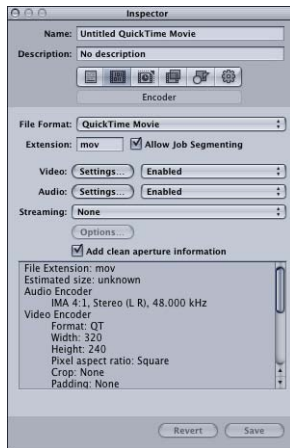 Inspector
Name: Untitled QuickTime Movie
Description: No description
Encoder
File Format: QuickTime Movie
Extension: mov Allow Job Segmenting
Video: Settings... Enabled
Audio: Settings... Enabled
Streaming: None
Options...
Add clean aperture information
File Extension: mov
Estimated size: unknown
Audio Encoder
IMA 4:1, Stereo (L R), 48.000 kHz
Video Encoder
Format: QT
Width: 320
Height: 240
Pixel aspect ratio: Square
Crop: None
Padding: None
Revert Save